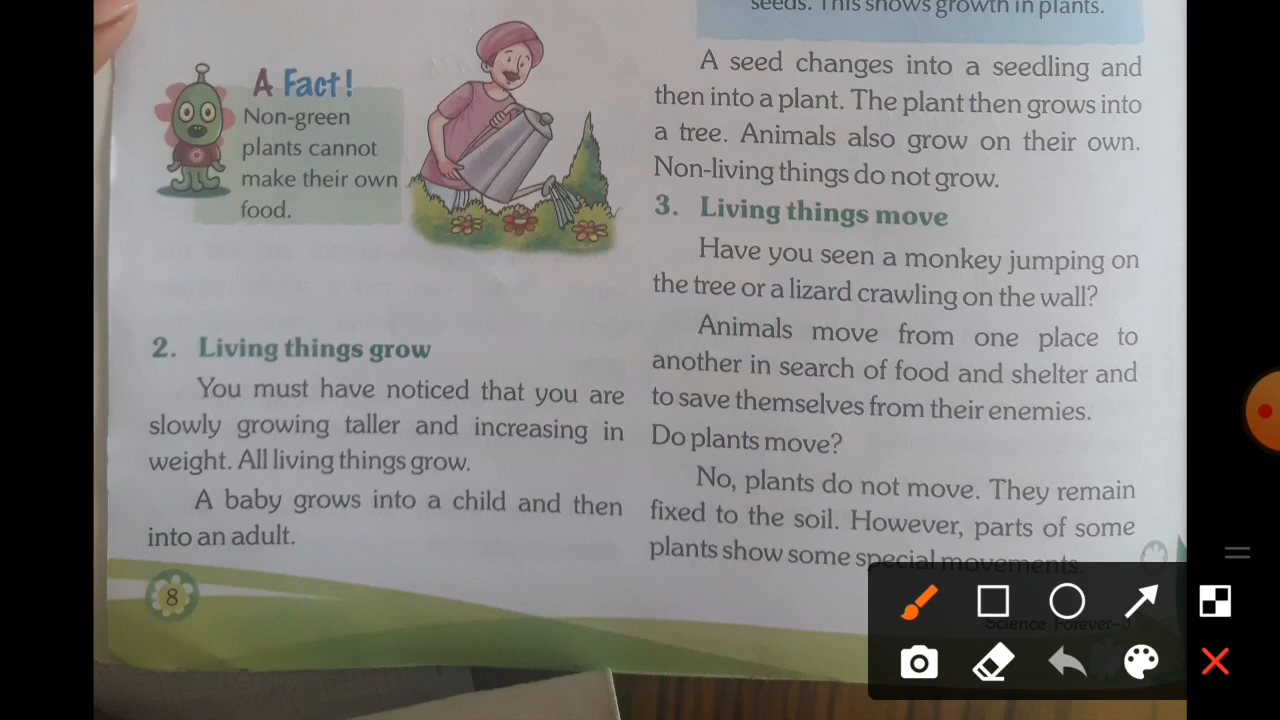 A Fact!
Non-green
plants cannot
make their own
food.
2. Living things grow
You must have noticed that you are
slowly growing taller and increasing in
weight. All living things grow.
A baby grows into a child and then
into an adult.
8
seeds. This shows growth in plants.
A seed changes into a seedling and
then into a plant. The plant then grows into
a tree. Animals also grow on their own.
Non-living things do not grow.
3. Living things move
Have you seen a monkey jumping on
the tree or a lizard crawling on the wall?
Animals move from one place to
another in search of food and shelter and
to save themselves from their enemies.
Do plants move?
No, plants do not move. They remain
fixed to the soil. However, parts of some
plants show some special movements.
Science Forever–3